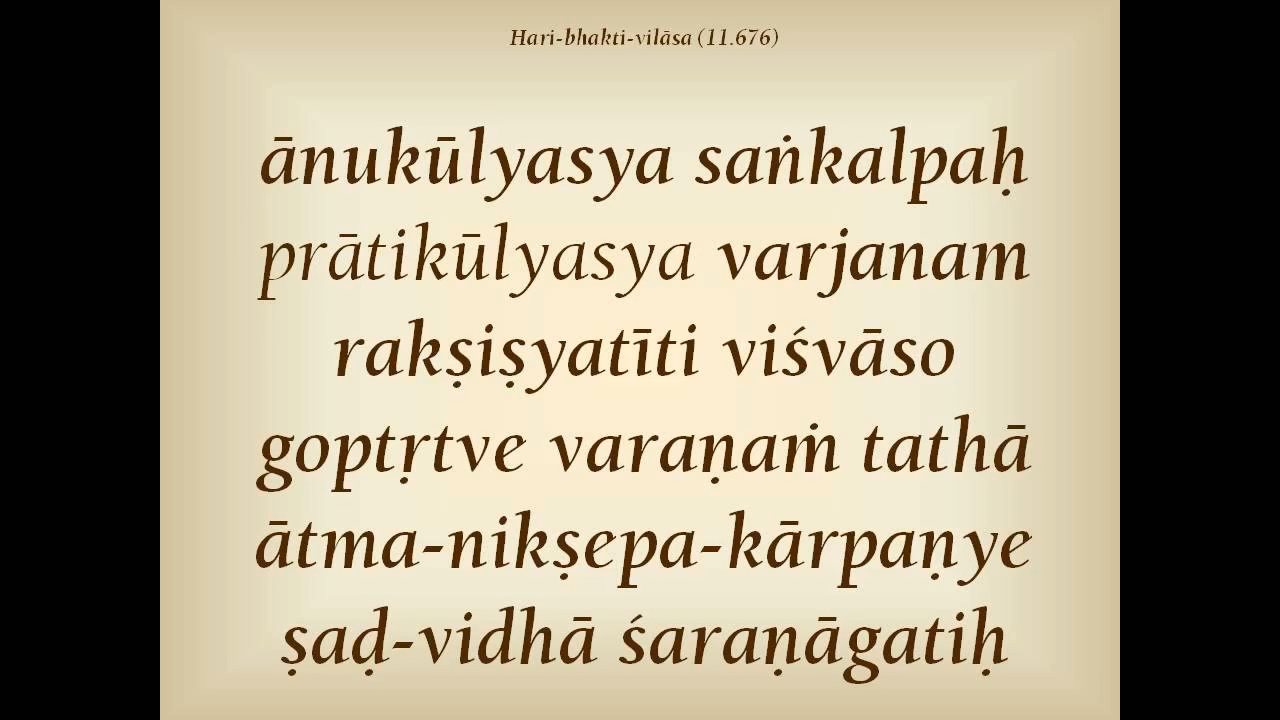 Hari-bhakti-vilāsa (11.676)
ānukūlyasya saṅkalpaḥ
prātikūlyasya varjanam
rakṣiṣyatīti viśvāso
goptṛtve varaṇaṁ tathā
ātma-nikṣepa-kārpaṇye
ṣaḍ-vidhā śaraṇāgatiḥ